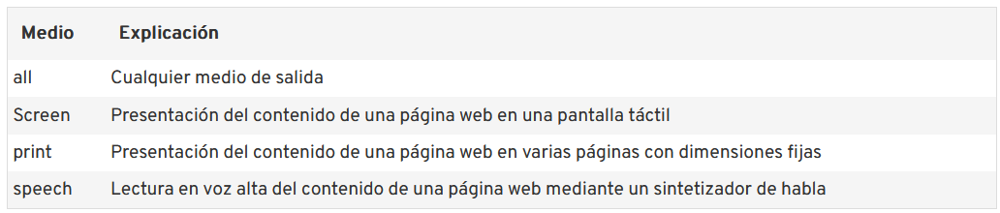 Medio Explicación
all Cualquier medio de salida
Screen Presentación del contenido de una página web en una pantalla táctil
print Presentación del contenido de una página web en varias páginas con dimensiones fijas
speech Lectura en voz alta del contenido de una página web mediante un sintetizador de habla